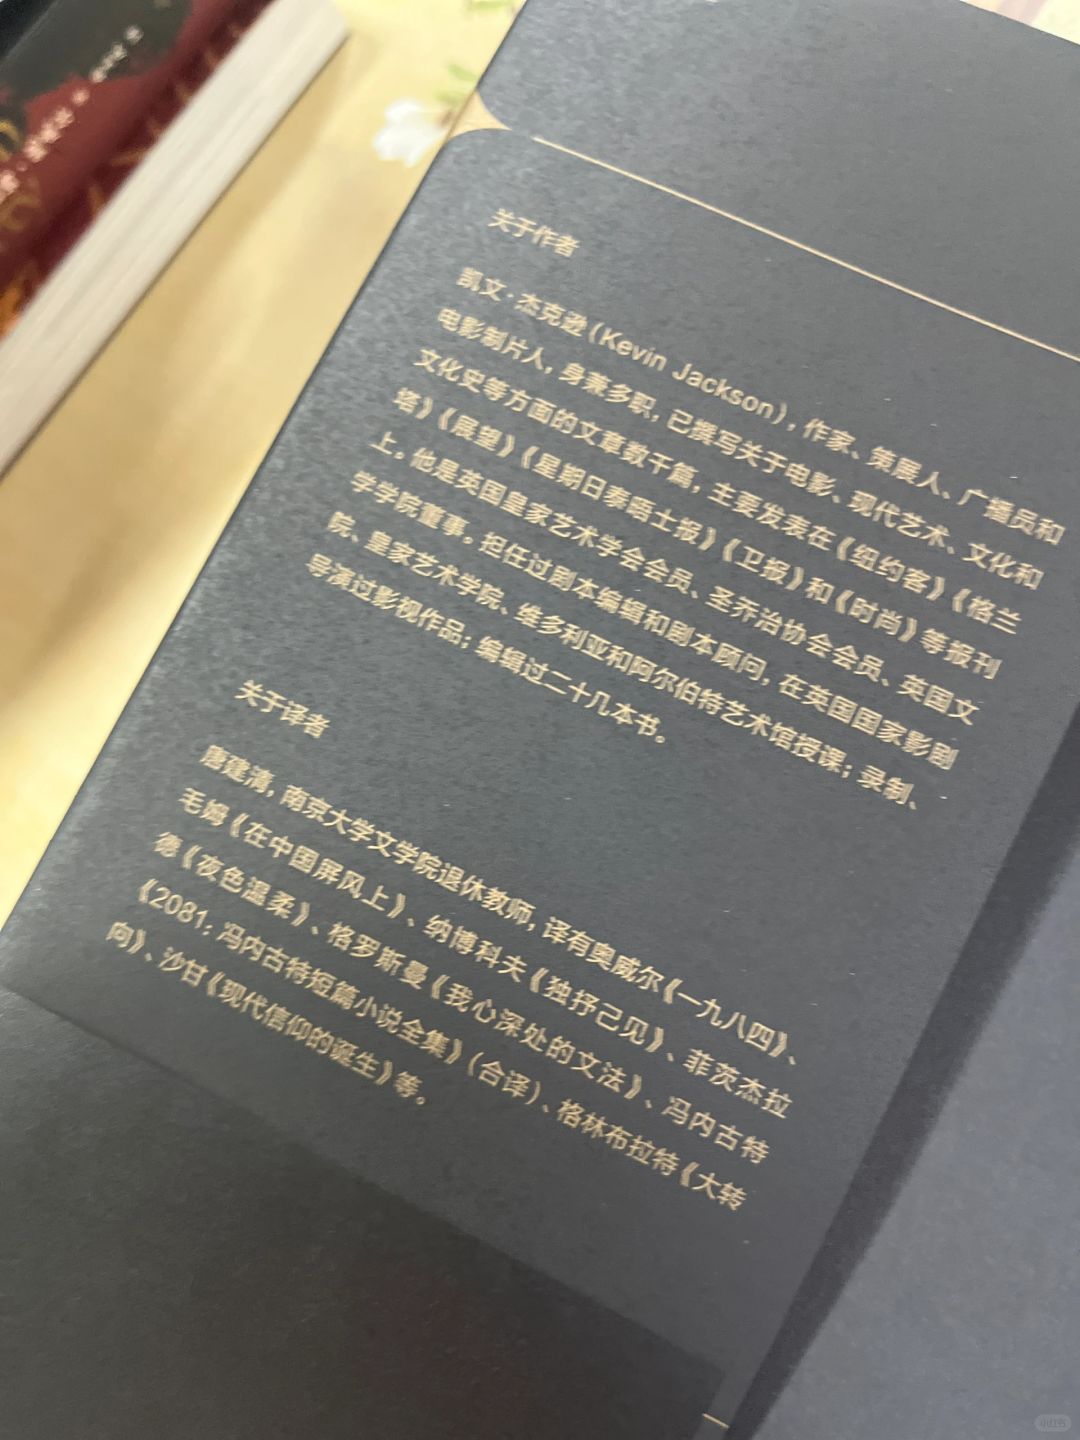 关于作者
凯文·杰克逊（Kevin Jackson），作家、策展人、广播员和
电影制片人，身兼多职，已撰写关于电影、现代艺术、文化和
文化史等方面的文章数千篇，主要发表在《纽约客》《格兰
塔》《展望》《星期日泰晤士报》《卫报》和《时尚》等报刊
上。他是英国皇家艺术学会会员、圣乔治协会会员、英国文
学学院董事。担任过剧本编辑和剧本顾问，在英国国家影剧
院、皇家艺术学院、维多利亚和阿尔伯特艺术馆授课；录制、
导演过影视作品；编辑过二十几本书。
关于译者
唐建清，南京大学文学院退休教师，译有奥威尔《一九八四》、
毛姆《在中国屏风上》、纳博科夫《独抒己见》、菲茨杰拉
德《夜色温柔》、格罗斯曼《我心深处的文法》、冯内古特
《2081：冯内古特短篇小说全集》（合译）、格林布拉特《大转
向》、沙甘《现代信仰的诞生》等。
小红书